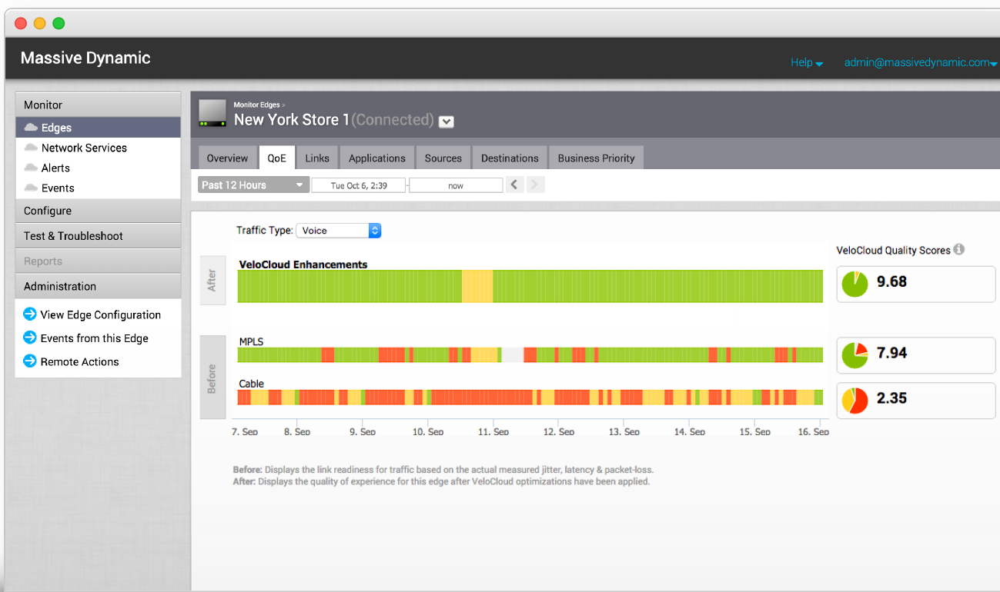 Massive Dynamic
Help
admin@massivedynamic.com
Monitor
Edges
Network Services
Alerts
Events
Configure
Test & Troubleshoot
Reports
Administration
View Edge Configuration
Events from this Edge
Remote Actions
Monitor Edges >
New York Store 1 (Connected)
Overview QoE Links Applications Sources Destinations Business Priority
Past 12 Hours Tue Oct 6, 2:39 - now
Traffic Type: Voice
VeloCloud Quality Scores
After
VeloCloud Enhancements
9.68
Before
MPLS
7.94
Cable
2.35
7. Sep 8. Sep 9. Sep 10. Sep 11. Sep 12. Sep 13. Sep 14. Sep 15. Sep 16. Sep
Before: Displays the link readiness for traffic based on the actual measured jitter, latency & packet-loss.
After: Displays the quality of experience for this edge after VeloCloud optimizations have been applied.